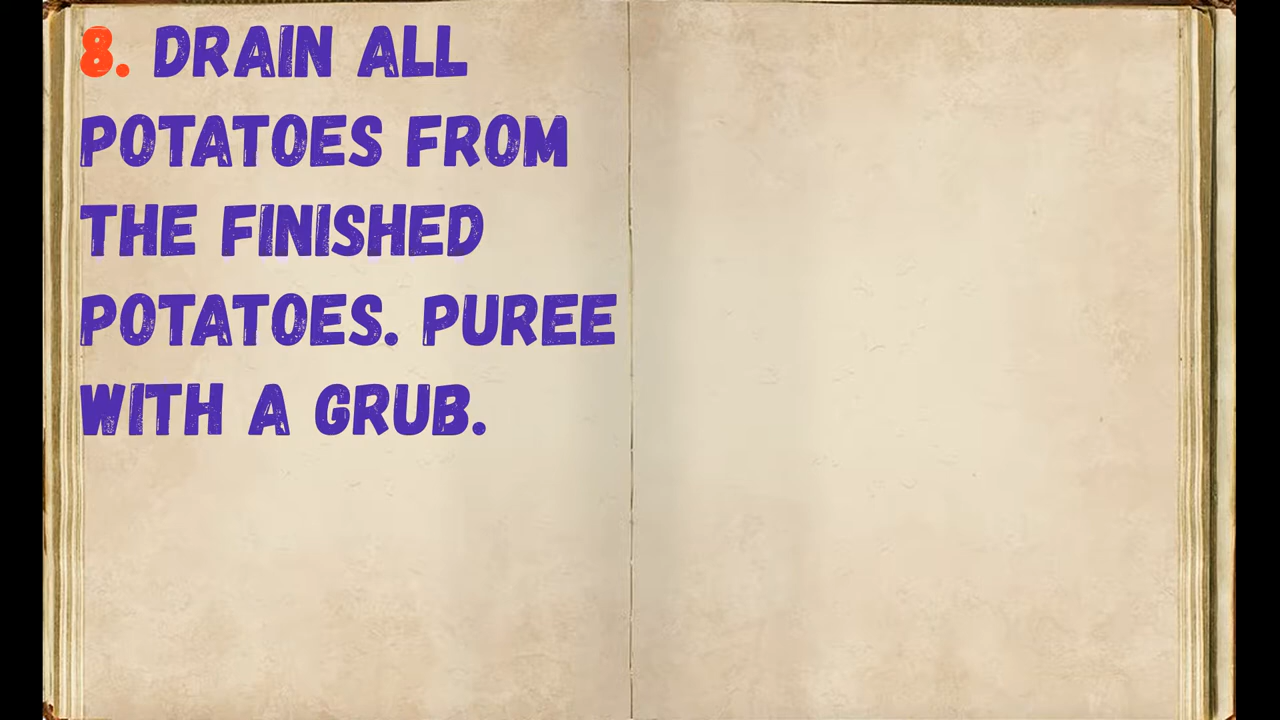 8. DRAIN ALL
POTATOES FROM
THE FINISHED
POTATOES. PUREE
WITH A GRUB.